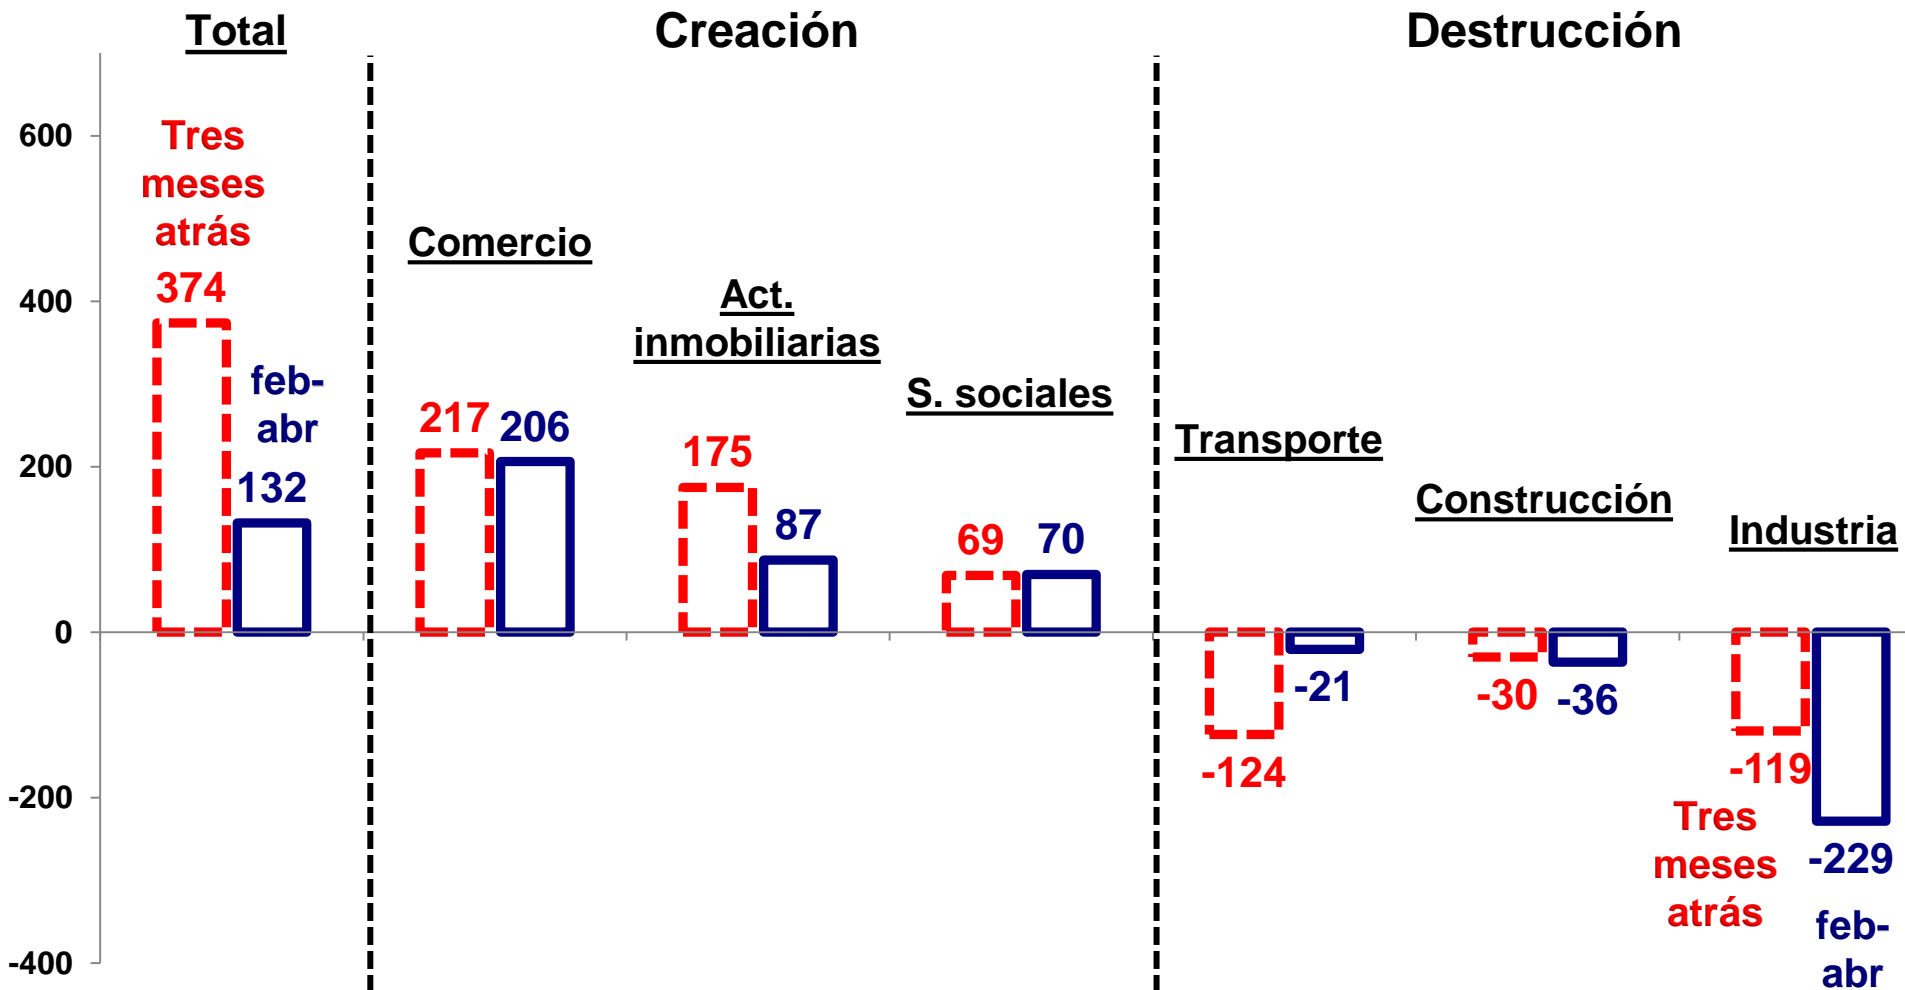 Total
Creación
Destrucción
600
400
200
0
-200
-400
Tres
meses
atrás
374
feb-
abr
132
Comercio
217
206
Act.
inmobiliarias
175
87
S. sociales
69
70
Transporte
-124
-21
Construcción
-30
-36
Industria
-119
Tres
meses
atrás
-229
feb-
abr